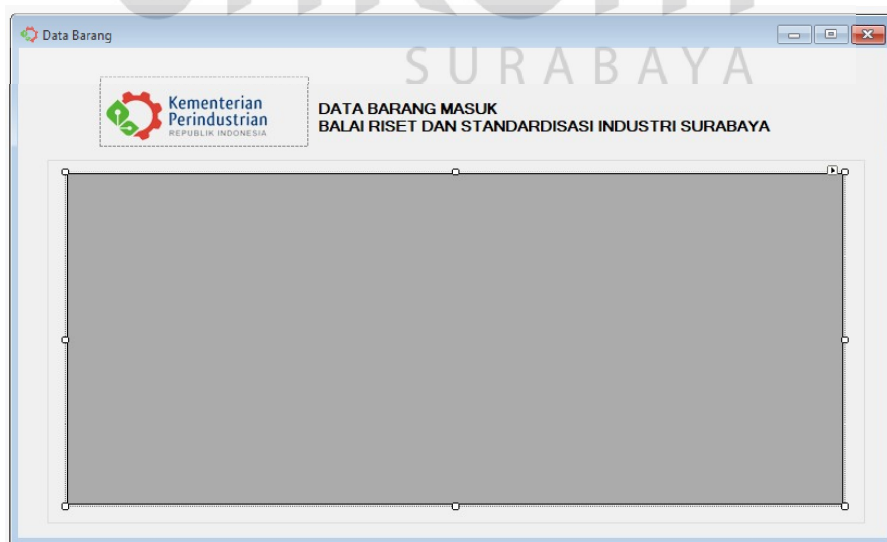 Data Barang
SURABAYA
Kementerian
Perindustrian
REPUBLIK INDONESIA
DATA BARANG MASUK
BALAI RISET DAN STANDARDISASI INDUSTRI SURABAYA